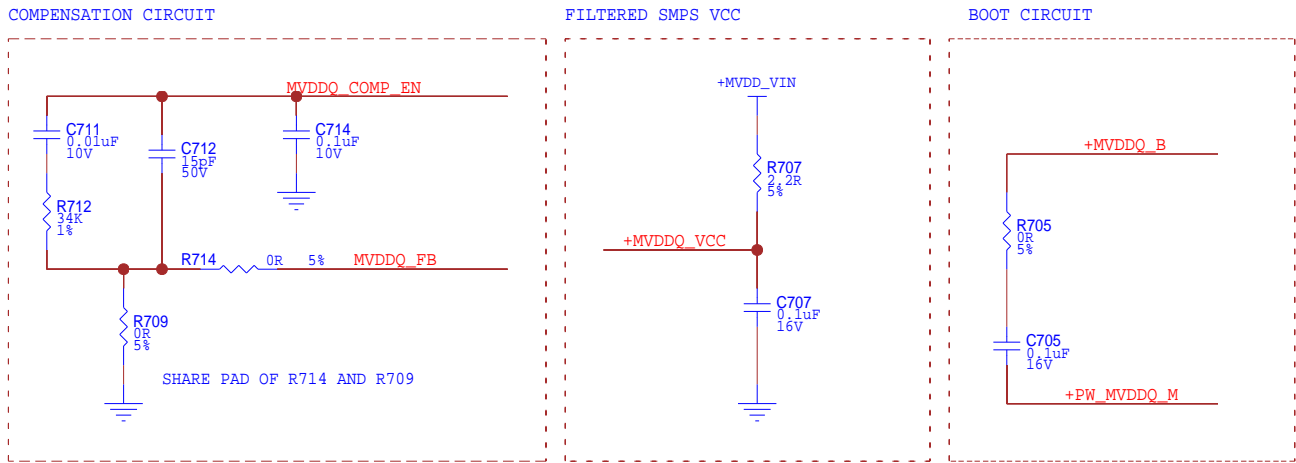 COMPENSATION CIRCUIT
MVDDQ_COMP_EN
C711
0.01uF
10V
C712
15pF
50V
C714
0.1uF
10V
R712
34K
1%
R714 0R 5% MVDDQ_FB
R709
0R
5%
SHARE PAD OF R714 AND R709
FILTERED SMPS VCC
+MVDD_VIN
R707
2.2R
5%
+MVDDQ_VCC
C707
0.1uF
16V
BOOT CIRCUIT
+MVDDQ_B
R705
0R
5%
C705
0.1uF
16V
+PW_MVDDQ_M